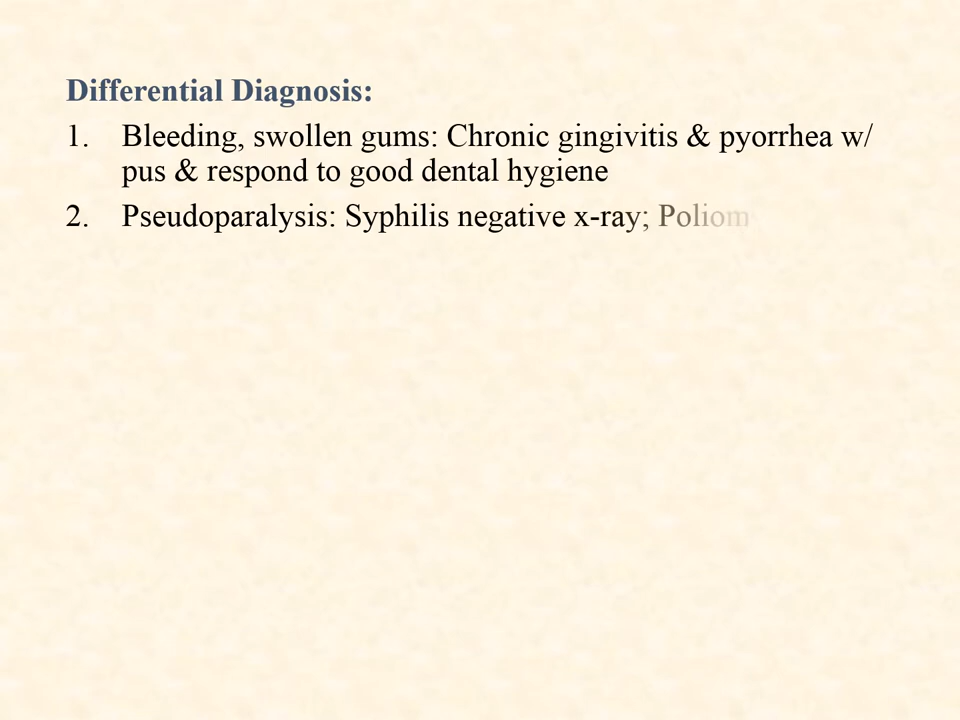 Differential Diagnosis:
1. Bleeding, swollen gums: Chronic gingivitis & pyorrhea w/
pus & respond to good dental hygiene
2. Pseudoparalysis: Syphilis negative x-ray; Poliom